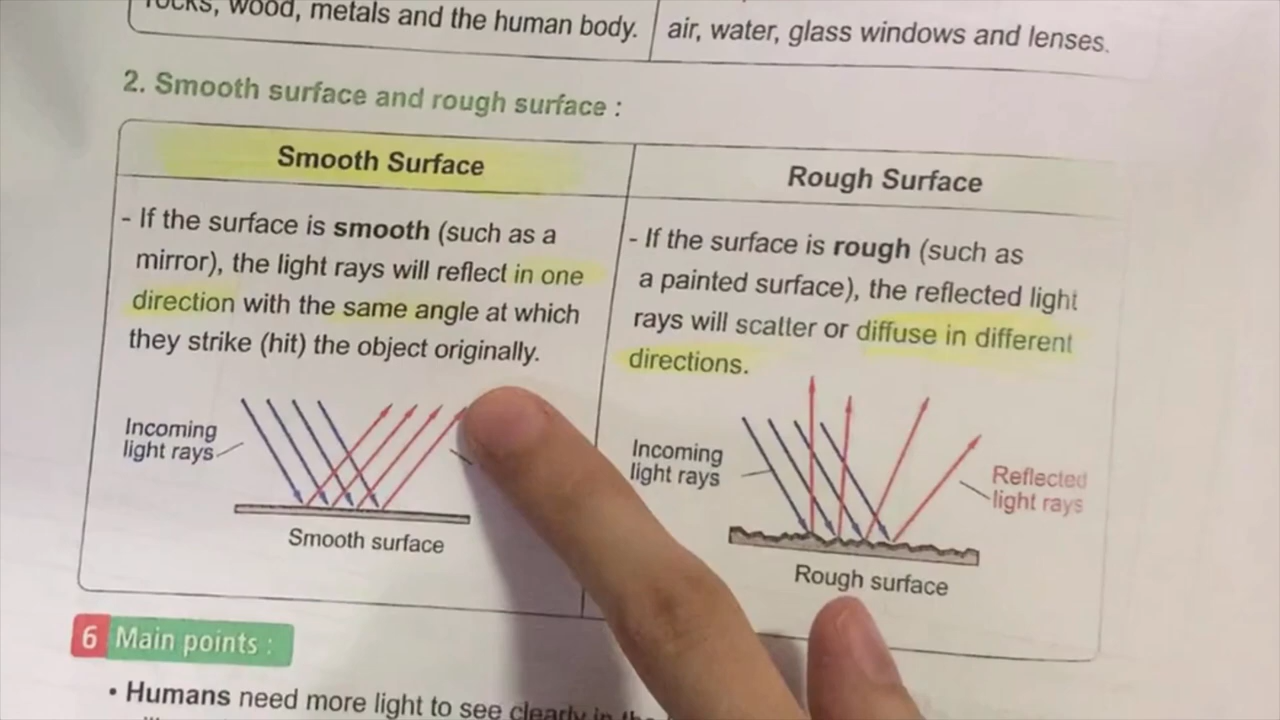 rocks, wood, metals and the human body.
air, water, glass windows and lenses.
2. Smooth surface and rough surface :
Smooth Surface
- If the surface is smooth (such as a
mirror), the light rays will reflect in one
direction with the same angle at which
they strike (hit) the object originally.
Incoming
light rays
Smooth surface
Rough Surface
- If the surface is rough (such as
a painted surface), the reflected light
rays will scatter or diffuse in different
directions.
Incoming
light rays
Reflected
light rays
Rough surface
6 Main points :
• Humans need more light to see clearly in the